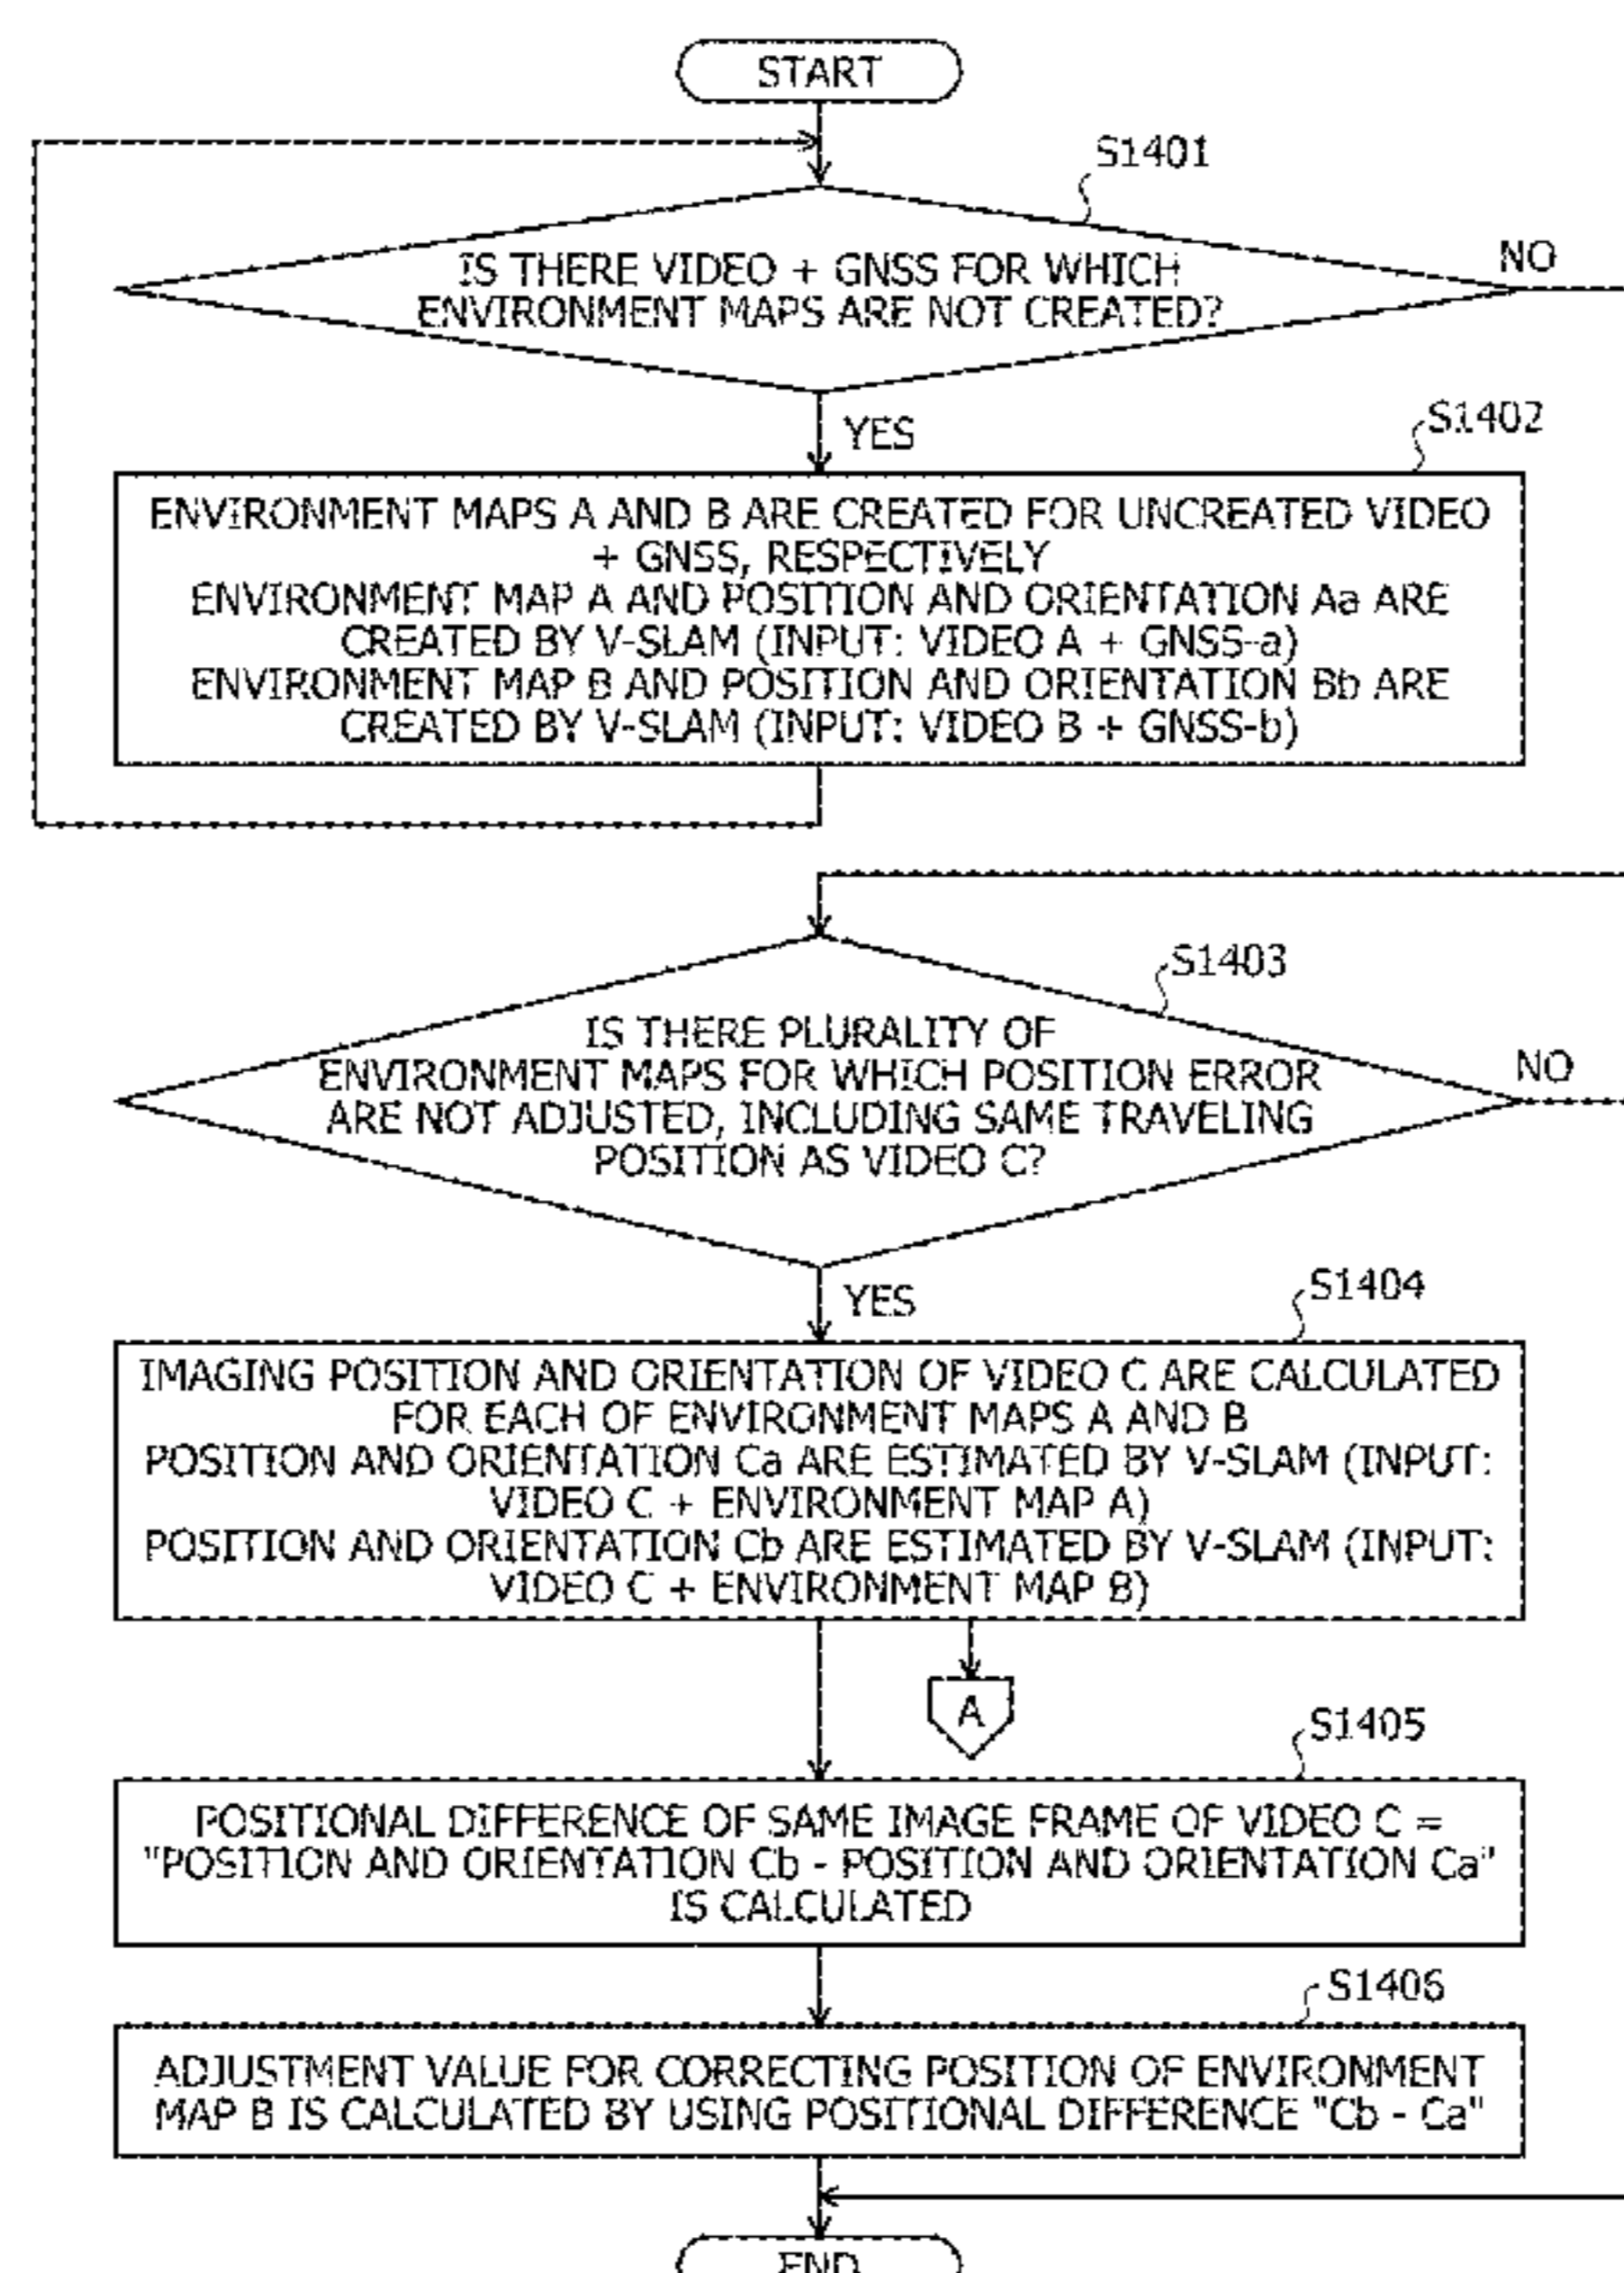 START
S1401
IS THERE VIDEO + GNSS FOR WHICH
ENVIRONMENT MAPS ARE NOT CREATED?
NO
YES
S1402
ENVIRONMENT MAPS A AND B ARE CREATED FOR UNCREATED VIDEO
+ GNSS, RESPECTIVELY
ENVIRONMENT MAP A AND POSITION AND ORIENTATION Aa ARE
CREATED BY V-SLAM (INPUT: VIDEO A + GNSS-a)
ENVIRONMENT MAP B AND POSITION AND ORIENTATION Bb ARE
CREATED BY V-SLAM (INPUT: VIDEO B + GNSS-b)
S1403
IS THERE PLURALITY OF
ENVIRONMENT MAPS FOR WHICH POSITION ERROR
ARE NOT ADJUSTED, INCLUDING SAME TRAVELING
POSITION AS VIDEO C?
NO
YES
S1404
IMAGING POSITION AND ORIENTATION OF VIDEO C ARE CALCULATED
FOR EACH OF ENVIRONMENT MAPS A AND B
POSITION AND ORIENTATION Ca ARE ESTIMATED BY V-SLAM (INPUT:
VIDEO C + ENVIRONMENT MAP A)
POSITION AND ORIENTATION Cb ARE ESTIMATED BY V-SLAM (INPUT:
VIDEO C + ENVIRONMENT MAP B)
A
S1405
POSITIONAL DIFFERENCE OF SAME IMAGE FRAME OF VIDEO C =
"POSITION AND ORIENTATION Cb - POSITION AND ORIENTATION Ca"
IS CALCULATED
S1406
ADJUSTMENT VALUE FOR CORRECTING POSITION OF ENVIRONMENT
MAP B IS CALCULATED BY USING POSITIONAL DIFFERENCE "Cb - Ca"
END